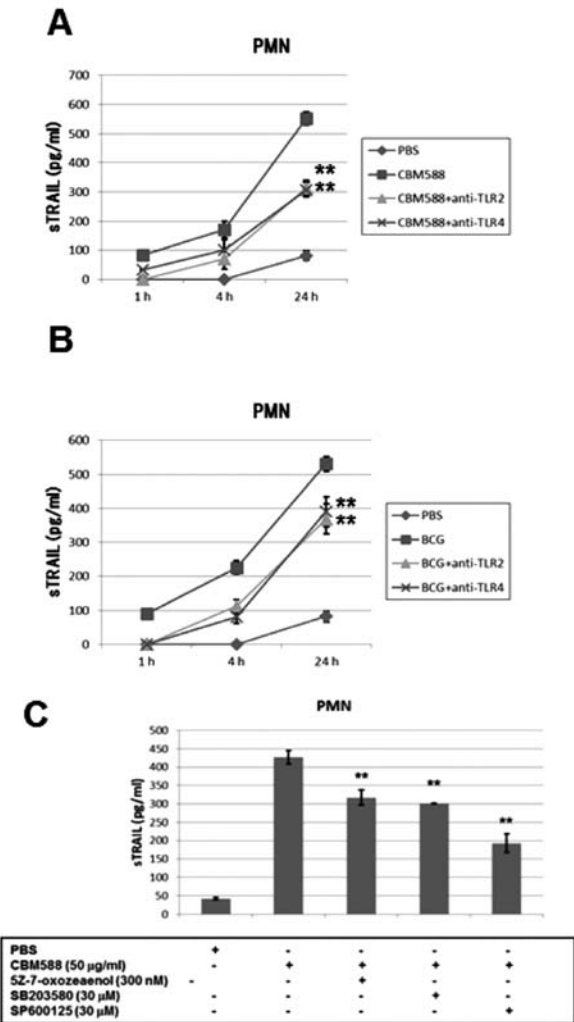 A
PMN
700
600
500
400
300
200
100
0
sTRAIL (pg/ml)
**
**
1 h 4 h 24 h
PBS
CBM588
CBM588+anti-TLR2
CBM588+anti-TLR4
B
PMN
600
500
400
300
200
100
0
sTRAIL (pg/ml)
**
**
1 h 4 h 24 h
PBS
BCG
BCG+anti-TLR2
BCG+anti-TLR4
C
PMN
500
450
400
350
300
250
200
150
100
50
0
sTRAIL (pg/ml)
** ** **
PBS + - - - -
CBM588 (50 µg/ml) - + + + +
5Z-7-oxozeaenol (300 nM) - - + - -
SB203580 (30 µM) - - - + -
SP600125 (30 µM) - - - - +